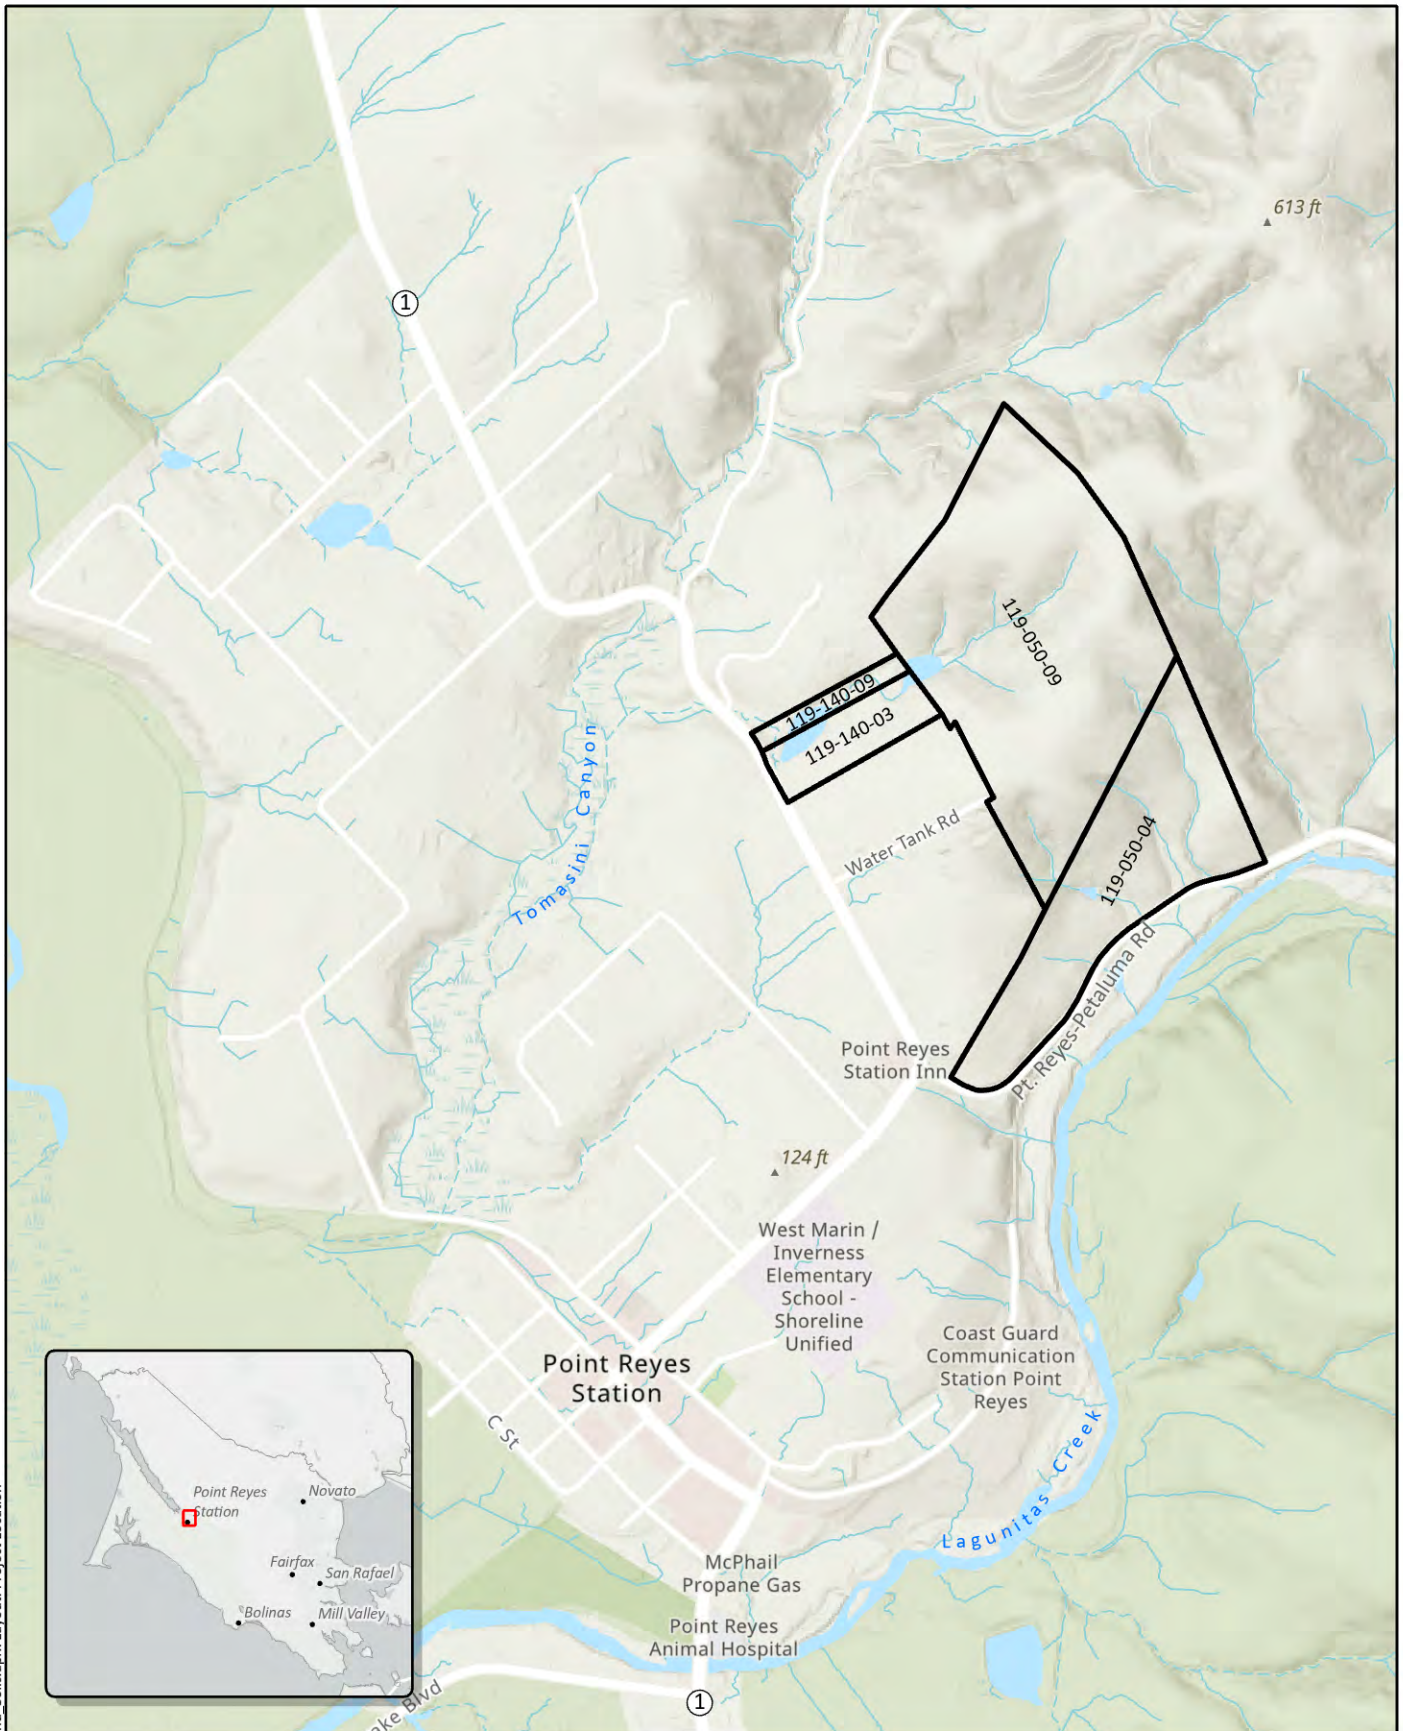 613 ft
1
119-050-09
119-140-09
119-140-03
Tomasini Canyon
Water Tank Rd
119-050-04
Pt. Reyes-Petaluma Rd
Point Reyes
Station Inn
124 ft
West Marin /
Inverness
Elementary
School -
Shoreline
Unified
Coast Guard
Communication
Station Point
Reyes
Point Reyes
Station
C St
Lagunitas Creek
McPhail
Propane Gas
Point Reyes
Animal Hospital
1
Point Reyes
Station
Novato
Fairfax
San Rafael
Bolinas
Mill Valley
Blvd